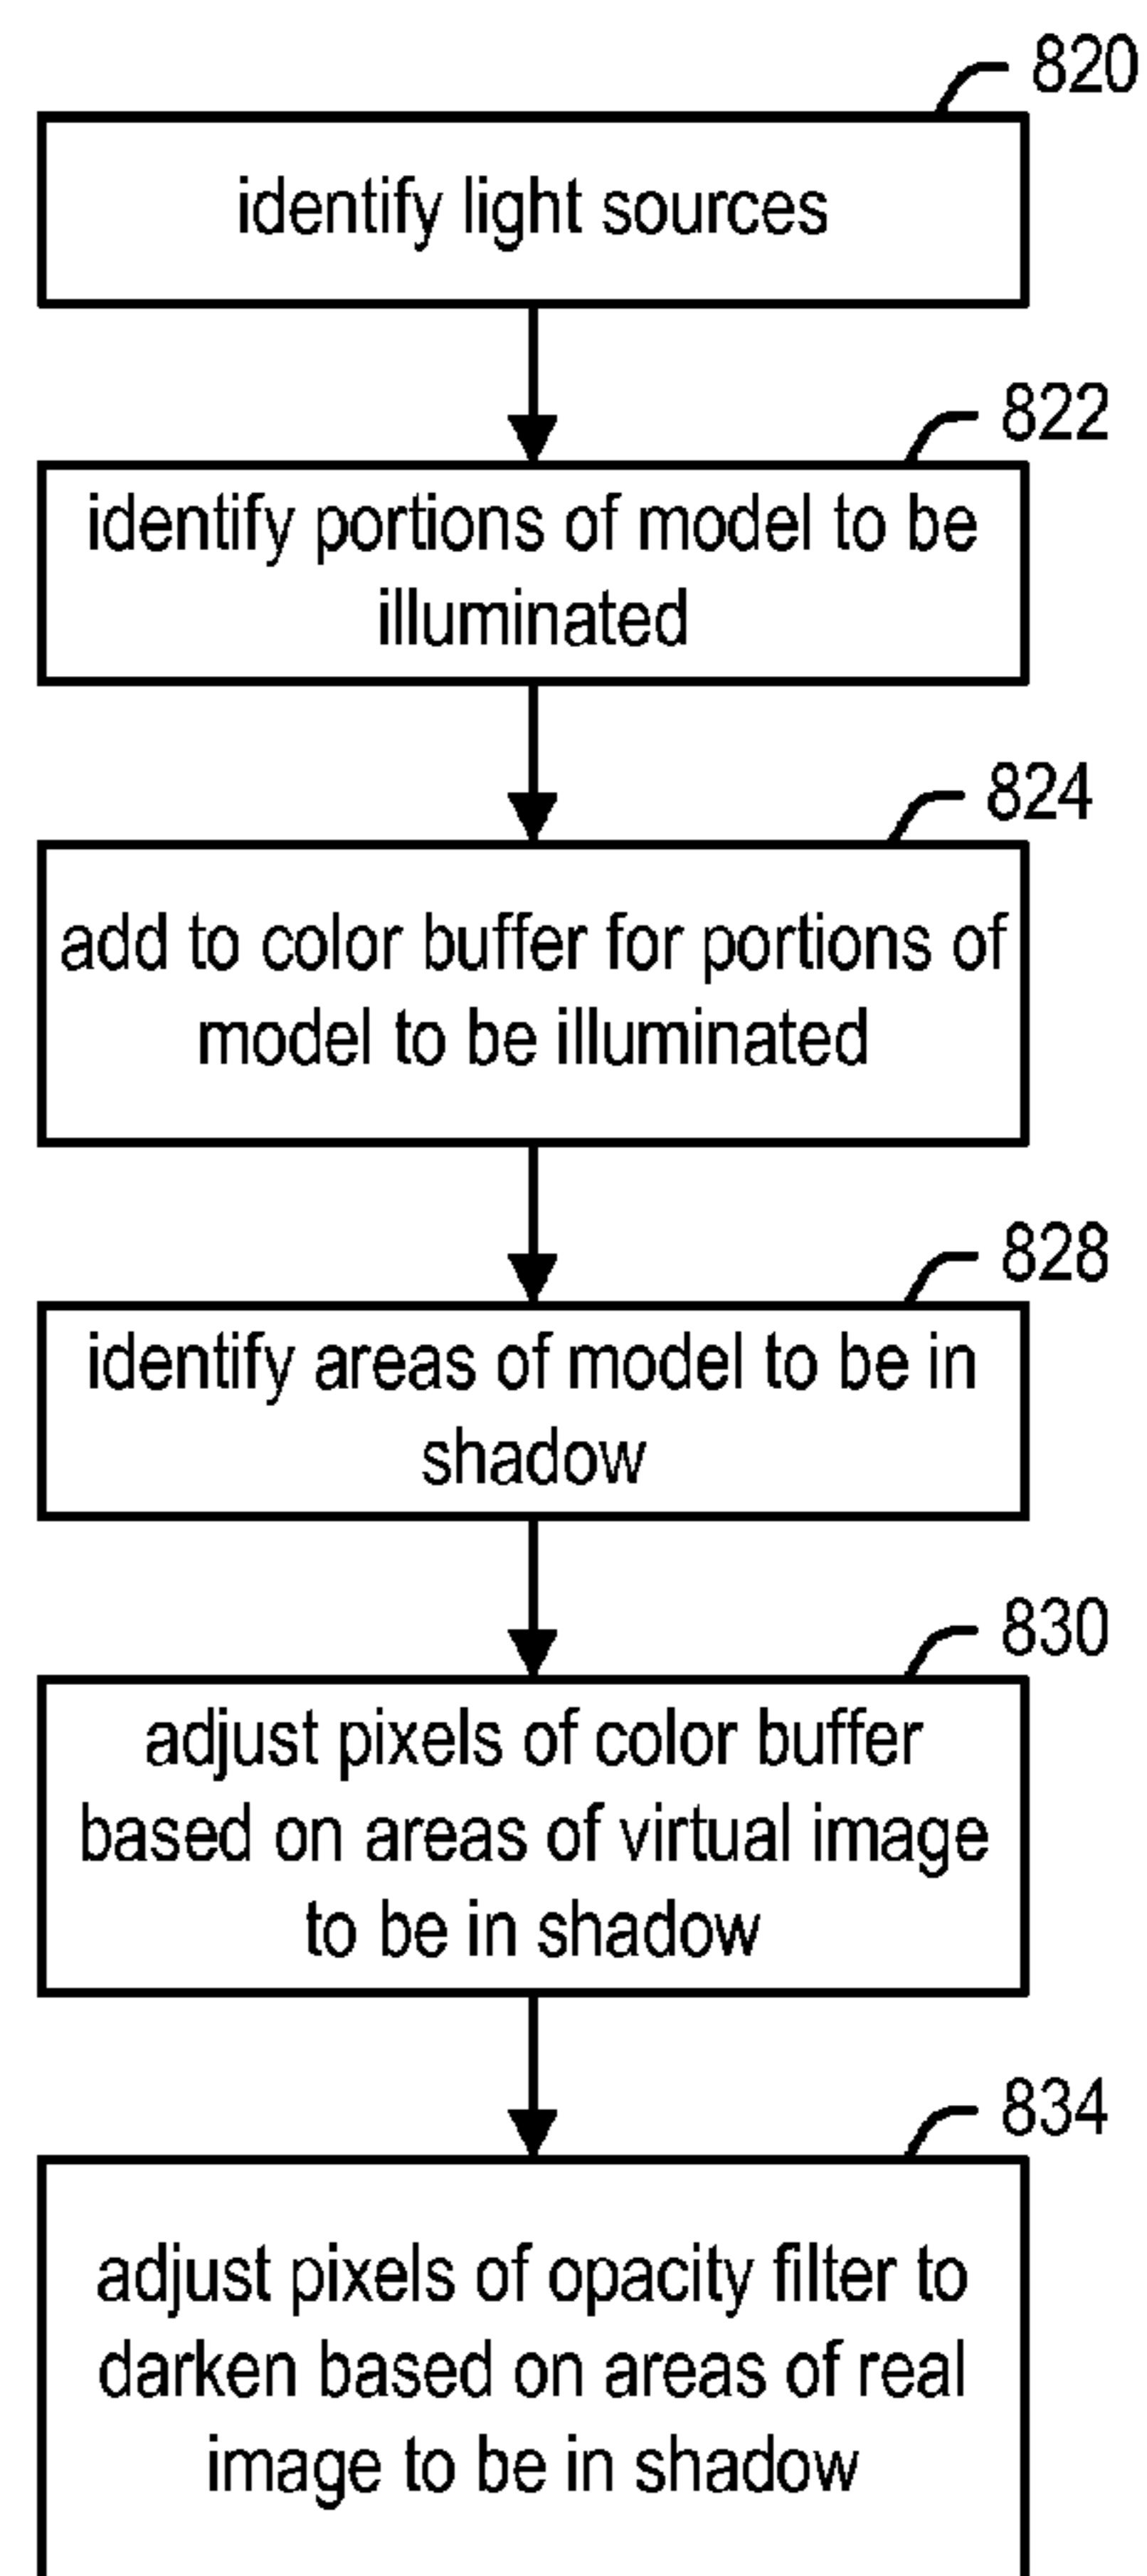 820
identify light sources
822
identify portions of model to be
illuminated
824
add to color buffer for portions of
model to be illuminated
828
identify areas of model to be in
shadow
830
adjust pixels of color buffer
based on areas of virtual image
to be in shadow
834
adjust pixels of opacity filter to
darken based on areas of real
image to be in shadow